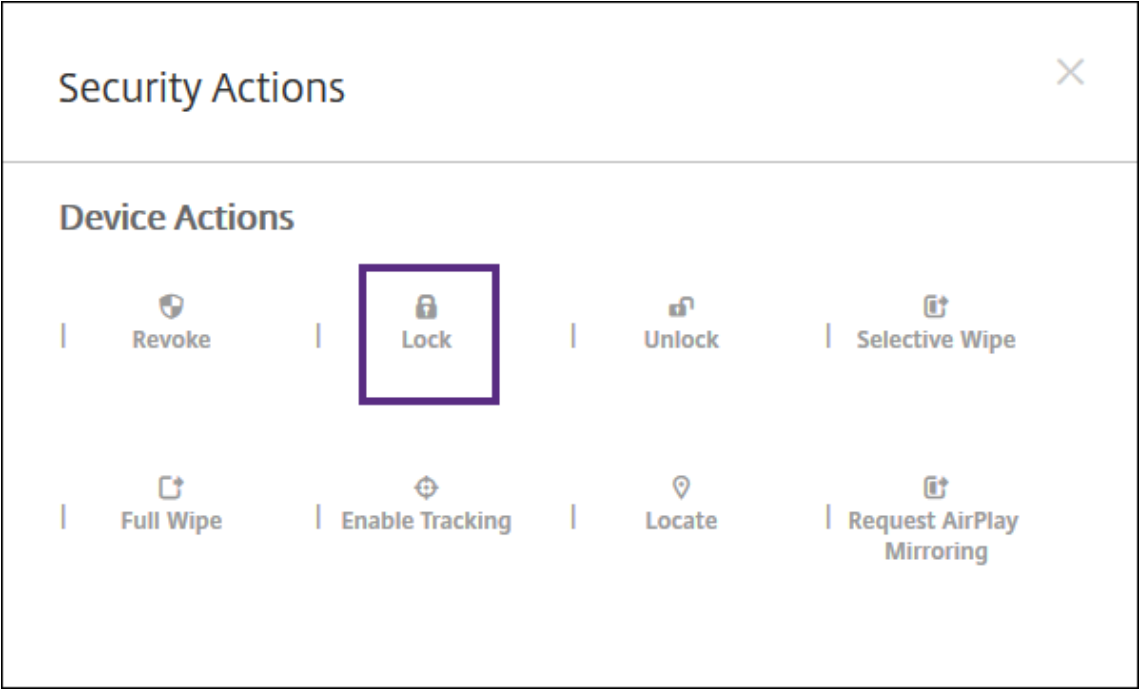 Security Actions
Device Actions
Revoke
Lock
Unlock
Selective Wipe
Full Wipe
Enable Tracking
Locate
Request AirPlay
Mirroring